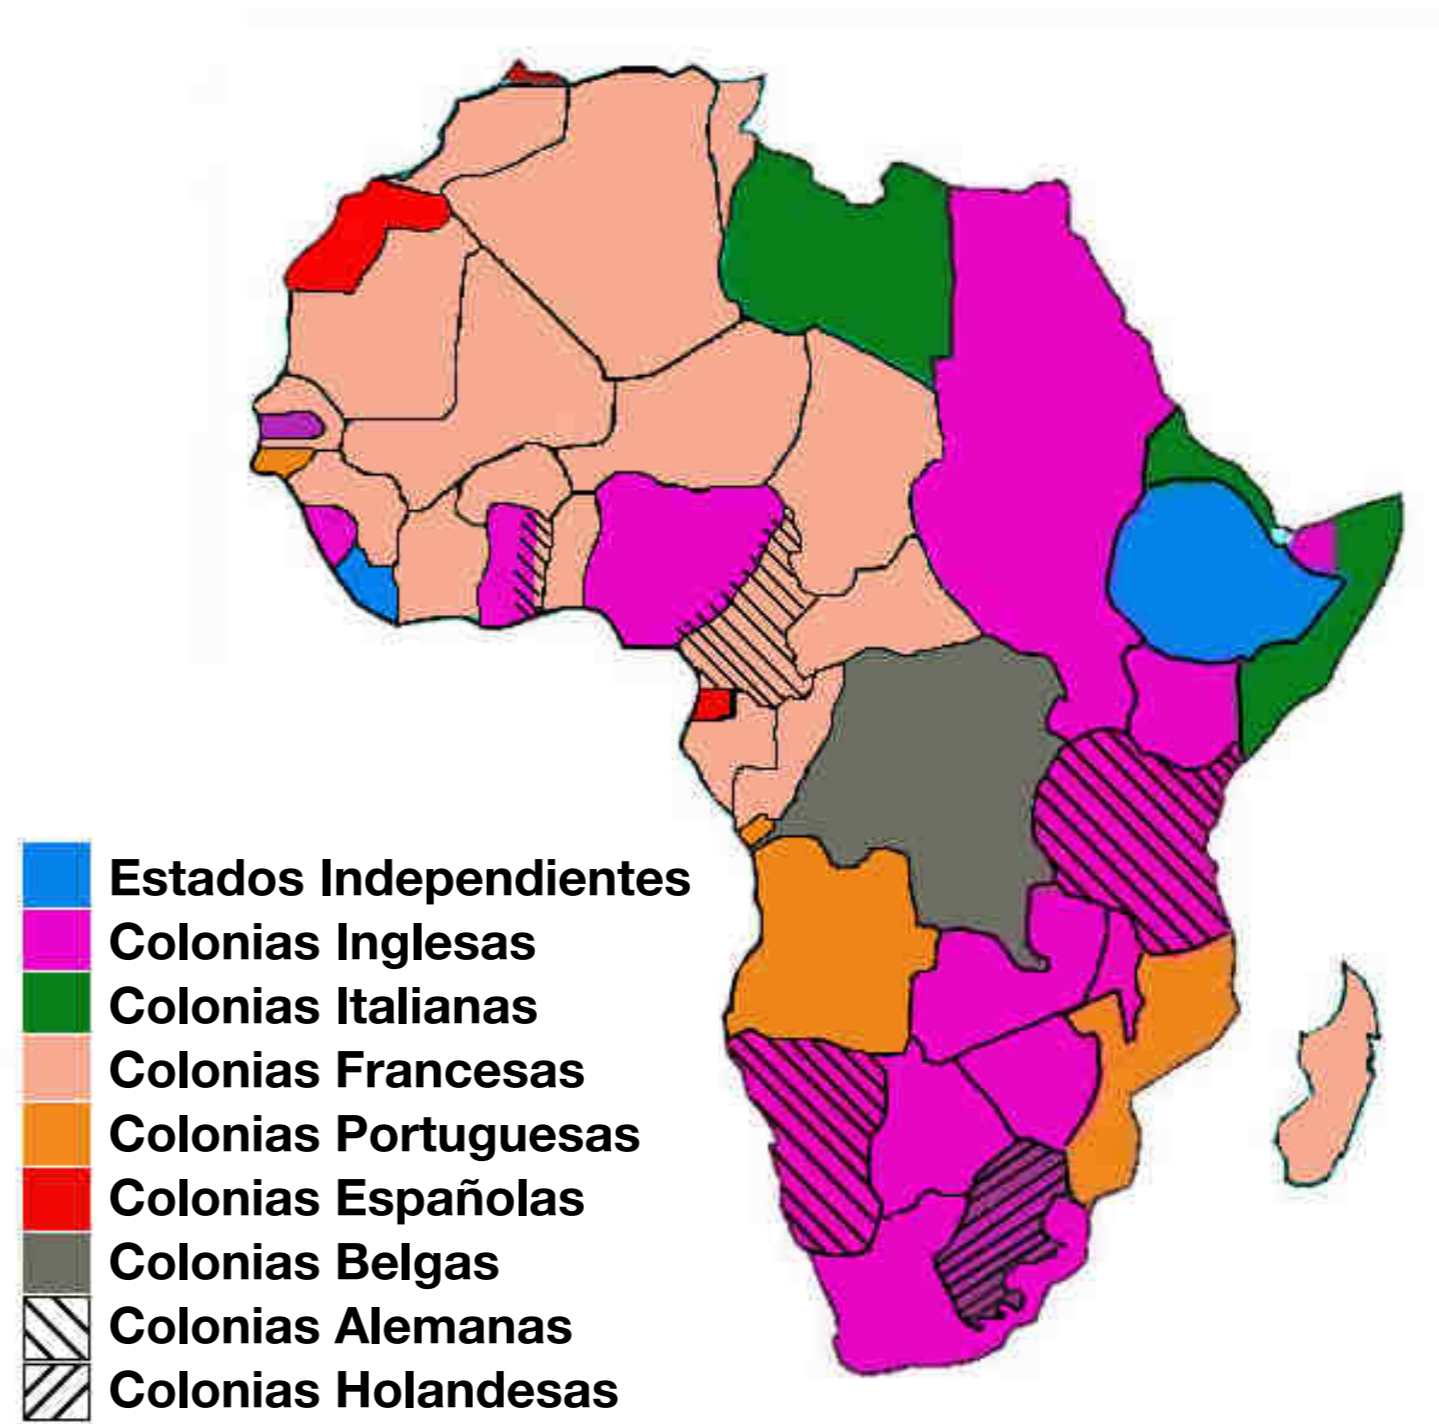 Estados Independientes
Colonias Inglesas
Colonias Italianas
Colonias Francesas
Colonias Portuguesas
Colonias Españolas
Colonias Belgas
Colonias Alemanas
Colonias Holandesas